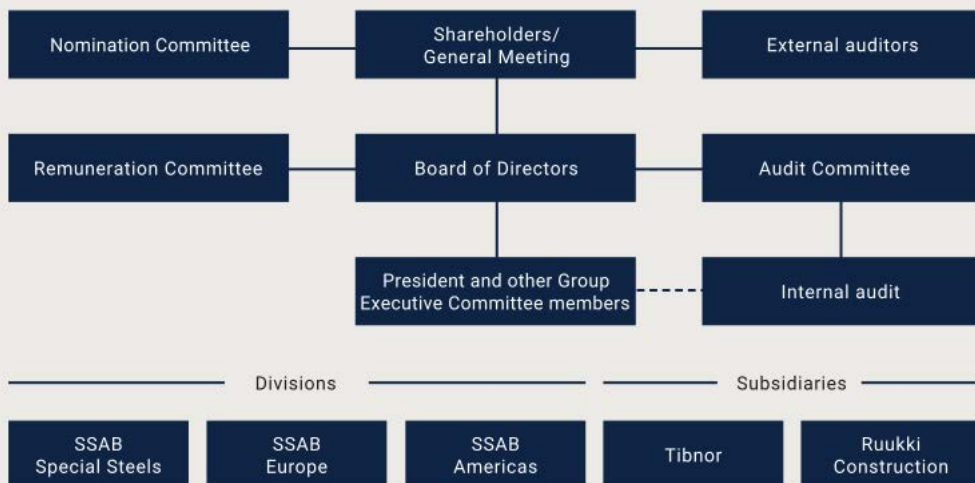 Nomination Committee
Shareholders/
General Meeting
External auditors
Remuneration Committee
Board of Directors
Audit Committee
President and other Group
Executive Committee members
Internal audit
Divisions
Subsidiaries
SSAB
Special Steels
SSAB
Europe
SSAB
Americas
Tibnor
Ruukki
Construction